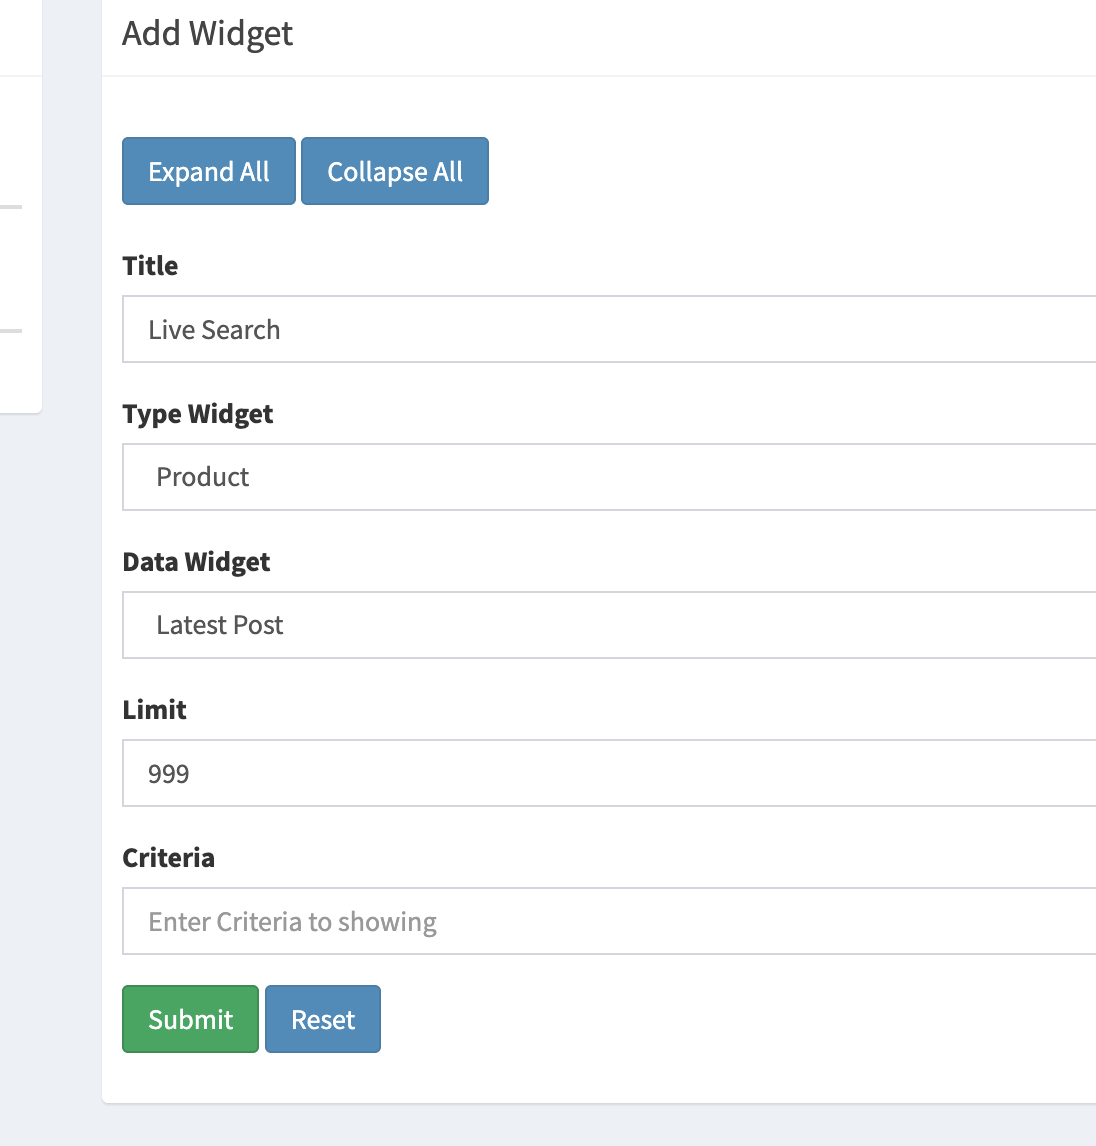 Add Widget
Expand All Collapse All
Title
Live Search
Type Widget
Product
Data Widget
Latest Post
Limit
999
Criteria
Enter Criteria to showing
Submit Reset